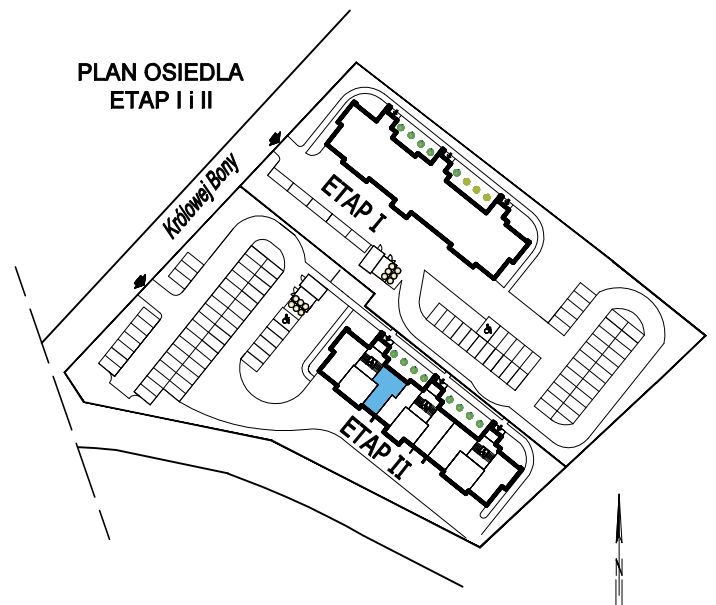 PLAN OSIEDLA
ETAP I i II
Królowej Bony
ETAP I
ETAP II
N